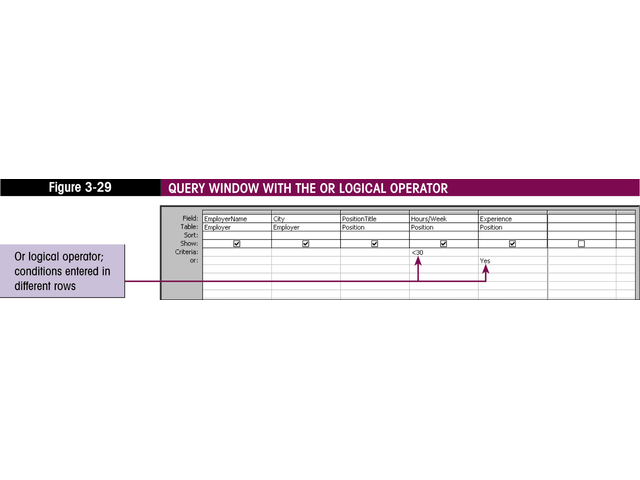 Figure 3-29 QUERY WINDOW WITH THE OR LOGICAL OPERATOR
Field: EmployerName City PositionTitle Hours/Week Experience
Table: Employer Employer Position Position Position
Sort:
Show:
Criteria: <30
or: Yes
Or logical operator;
conditions entered in
different rows